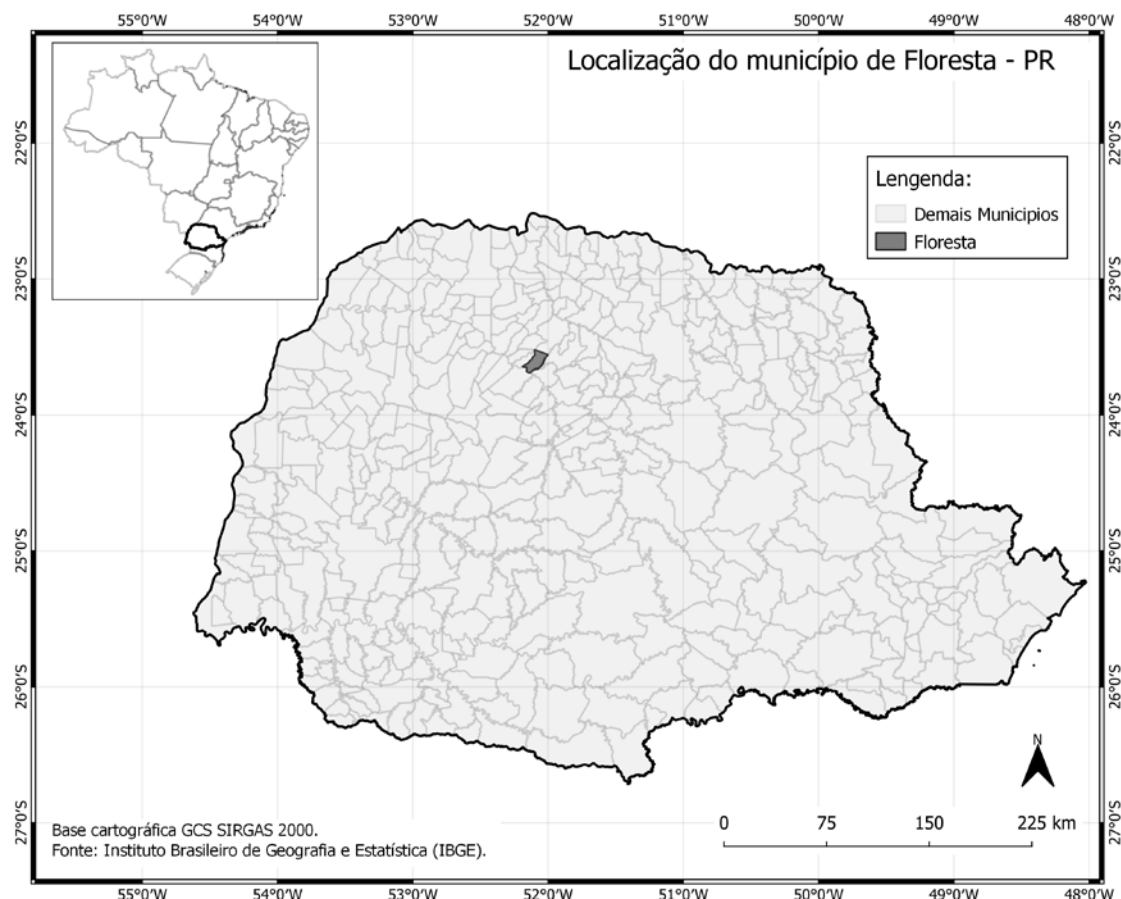 55°0'W 54°0'W 53°0'W 52°0'W 51°0'W 50°0'W 49°0'W 48°0'W
Localização do município de Floresta - PR
22°0'S 22°0'S
Lengenda:
Demais Municipios
Floresta
23°0'S 23°0'S
24°0'S 24°0'S
25°0'S 25°0'S
26°0'S 26°0'S
N
27°0'S 27°0'S
0 75 150 225 km
Base cartográfica GCS SIRGAS 2000.
Fonte: Instituto Brasileiro de Geografia e Estatística (IBGE).
55°0'W 54°0'W 53°0'W 52°0'W 51°0'W 50°0'W 49°0'W 48°0'W